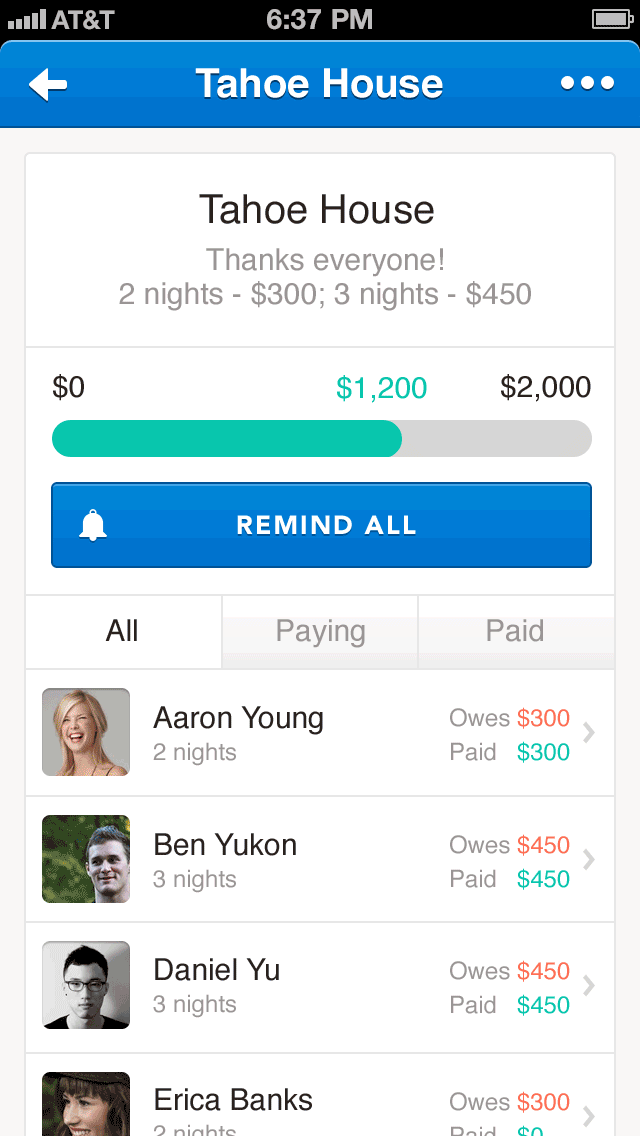 AT&T 6:37 PM
Tahoe House
Tahoe House
Thanks everyone!
2 nights - $300; 3 nights - $450
$0 $1,200 $2,000
REMIND ALL
All Paying Paid
Aaron Young Owes $300
2 nights Paid $300
Ben Yukon Owes $450
3 nights Paid $450
Daniel Yu Owes $450
3 nights Paid $450
Erica Banks Owes $300
2 nights Paid $0